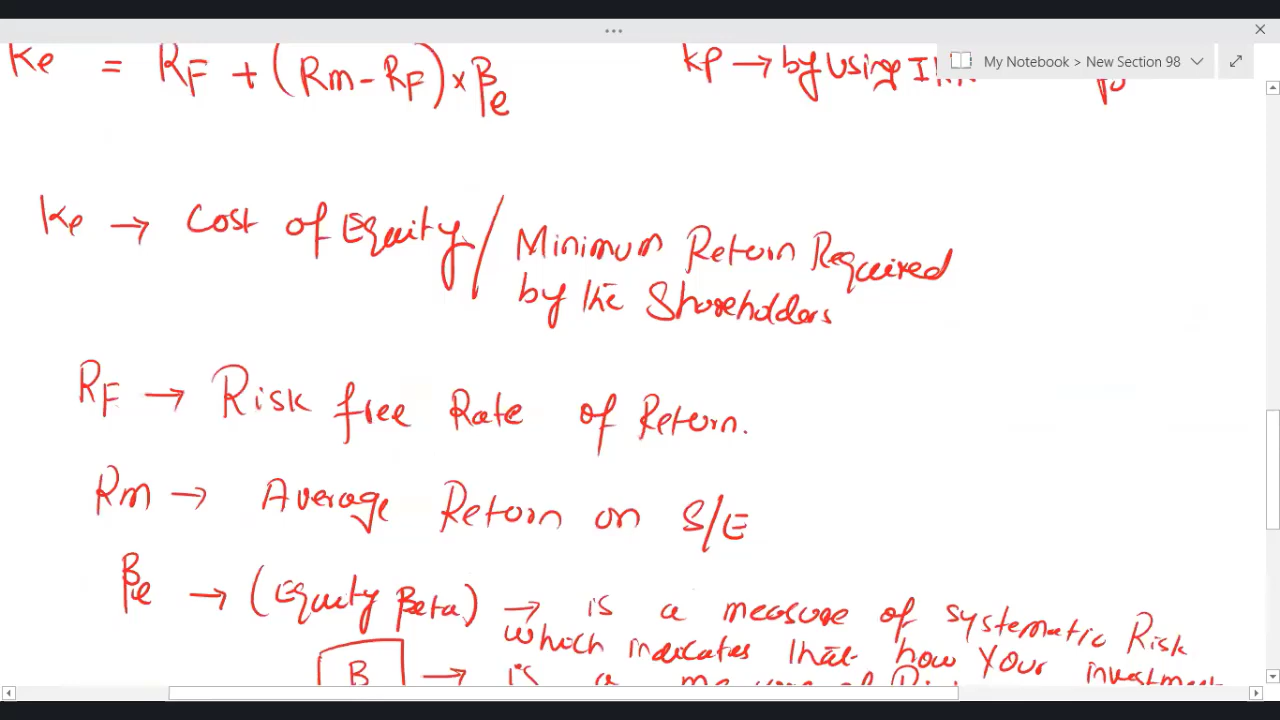 My Notebook > New Section 98
Ke = RF + (Rm - RF) × βe
Kp → by using
Ke → Cost of Equity / Minimum Return Required
by the Shareholders
RF → Risk free Rate of Return.
Rm → Average Return on S/E
βe → (Equity Beta) → is a measure of systematic Risk
which indicates that how Your investment
B → is a measure of